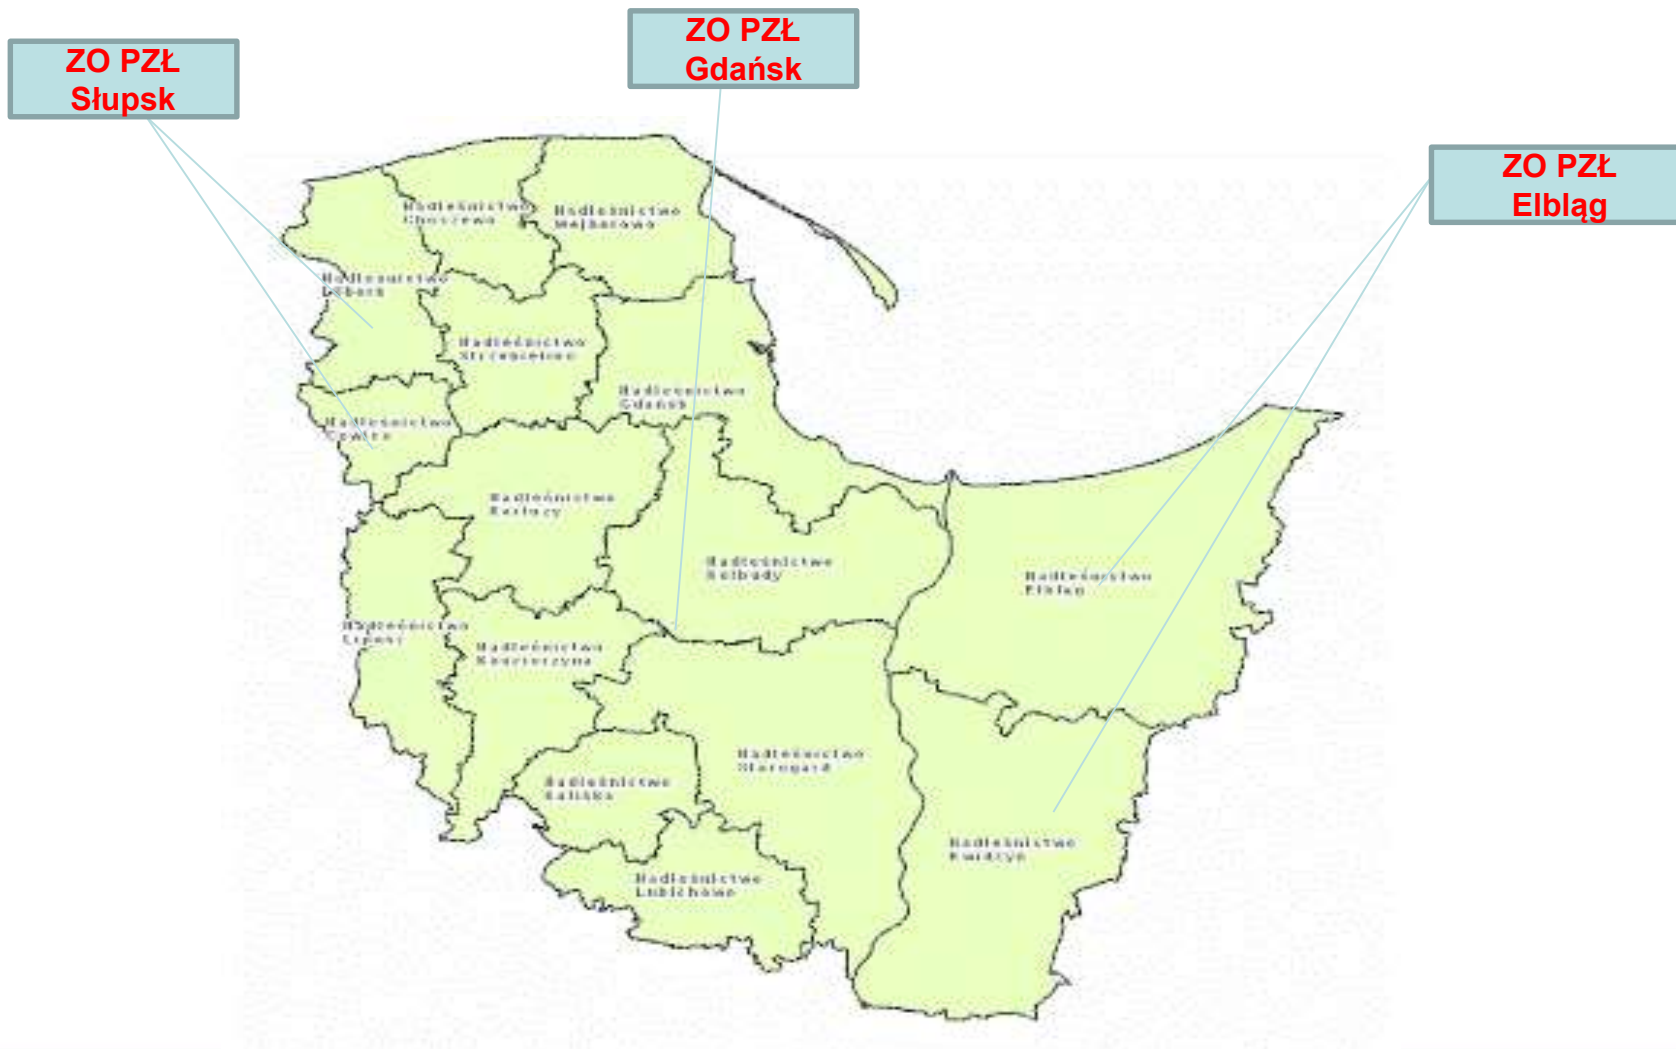 ZO PZŁ
Gdańsk
ZO PZŁ
Słupsk
ZO PZŁ
Elbląg
Nadleśnictwo
Choczewo
Nadleśnictwo
Wejherowo
Nadleśnictwo
Lębork
Nadleśnictwo
Strzebielino
Nadleśnictwo
Gdańsk
Nadleśnictwo
Cewice
Nadleśnictwo
Kartuzy
Nadleśnictwo
Kolbudy
Nadleśnictwo
Elbląg
Nadleśnictwo
Lipusz
Nadleśnictwo
Kościerzyna
Nadleśnictwo
Starogard
Nadleśnictwo
Kaliska
Nadleśnictwo
Kwidzyn
Nadleśnictwo
Lubichowo